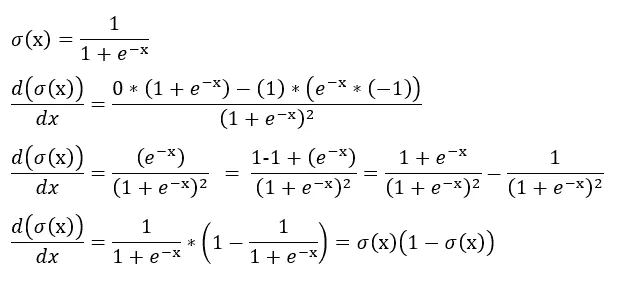 σ(x) = 1 / (1 + e^−x)
d(σ(x)) / dx = (0 * (1 + e^−x) − (1) * (e^−x * (−1))) / (1 + e^−x)^2
d(σ(x)) / dx = (e^−x) / (1 + e^−x)^2 = (1-1 + (e^−x)) / (1 + e^−x)^2 = (1 + e^−x) / (1 + e^−x)^2 − 1 / (1 + e^−x)^2
d(σ(x)) / dx = 1 / (1 + e^−x) * (1 − 1 / (1 + e^−x)) = σ(x)(1 − σ(x))